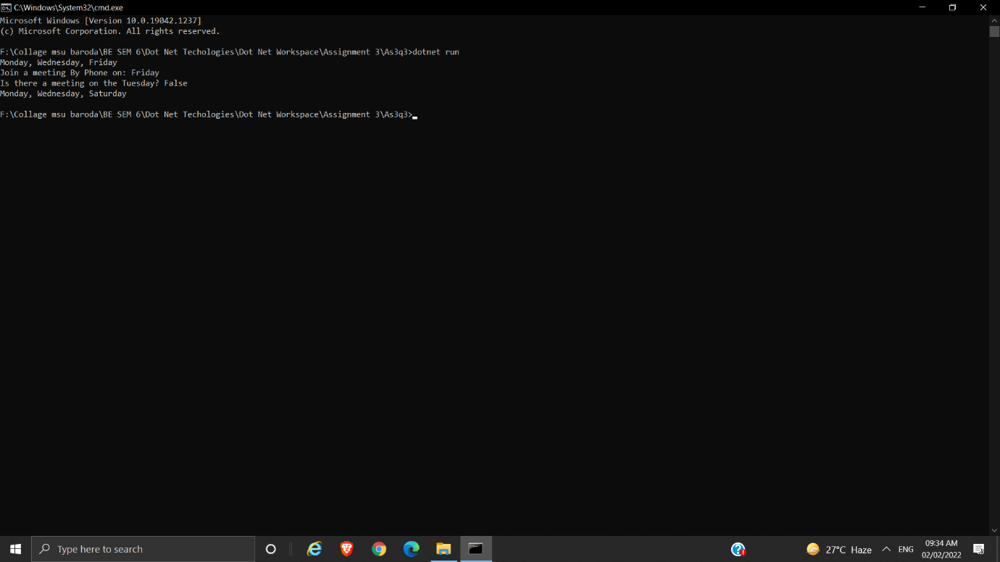 C:\Windows\System32\cmd.exe
Microsoft Windows [Version 10.0.19042.1237]
(c) Microsoft Corporation. All rights reserved.
F:\Collage msu baroda\BE SEM 6\Dot Net Techologies\Dot Net Workspace\Assignment 3\As3q3>dotnet run
Monday, Wednesday, Friday
Join a meeting By Phone on: Friday
Is there a meeting on the Tuesday? False
Monday, Wednesday, Saturday
F:\Collage msu baroda\BE SEM 6\Dot Net Techologies\Dot Net Workspace\Assignment 3\As3q3>
Type here to search
27°C Haze
ENG
09:34 AM
02/02/2022